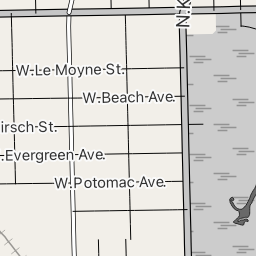 N.K
W. Le Moyne St.
W. Beach Ave.
irsch St.
Evergreen Ave.
W. Potomac Ave.